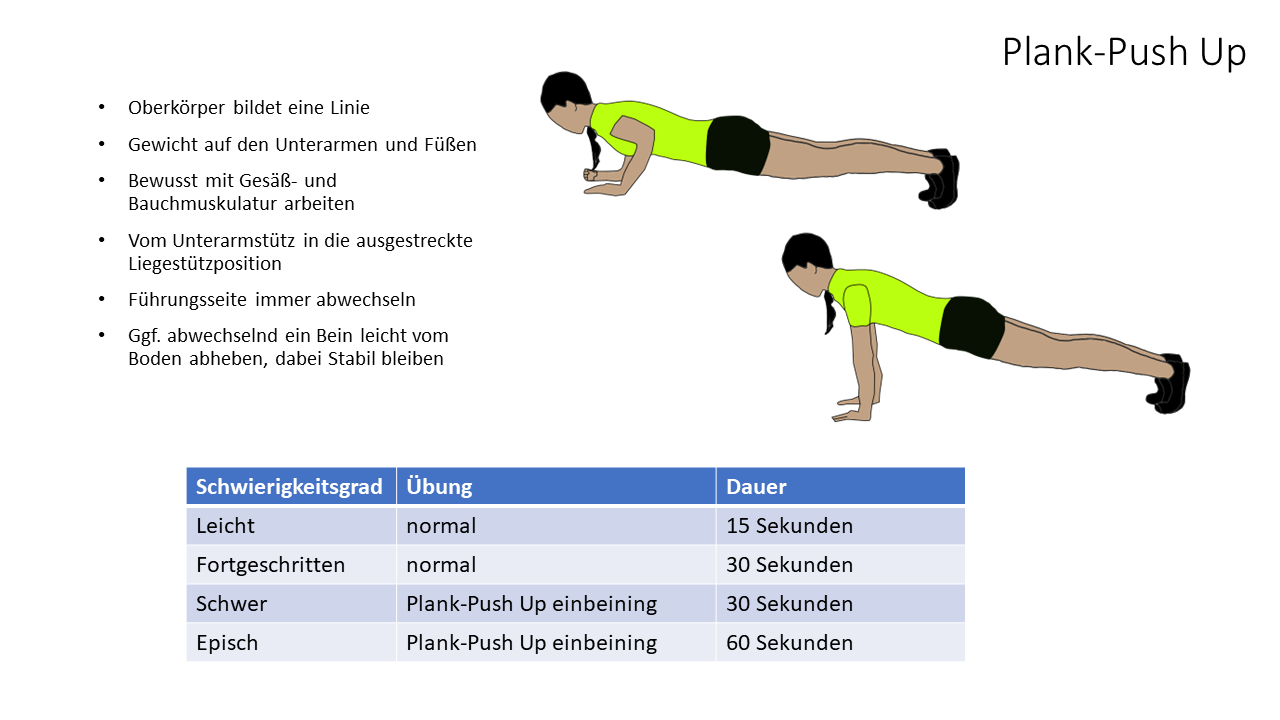 Plank-Push Up
• Oberkörper bildet eine Linie
• Gewicht auf den Unterarmen und Füßen
• Bewusst mit Gesäß- und
Bauchmuskulatur arbeiten
• Vom Unterarmstütz in die ausgestreckte
Liegestützposition
• Führungsseite immer abwechseln
• Ggf. abwechselnd ein Bein leicht vom
Boden abheben, dabei Stabil bleiben
Schwierigkeitsgrad Übung Dauer
Leicht normal 15 Sekunden
Fortgeschritten normal 30 Sekunden
Schwer Plank-Push Up einbeining 30 Sekunden
Episch Plank-Push Up einbeining 60 Sekunden